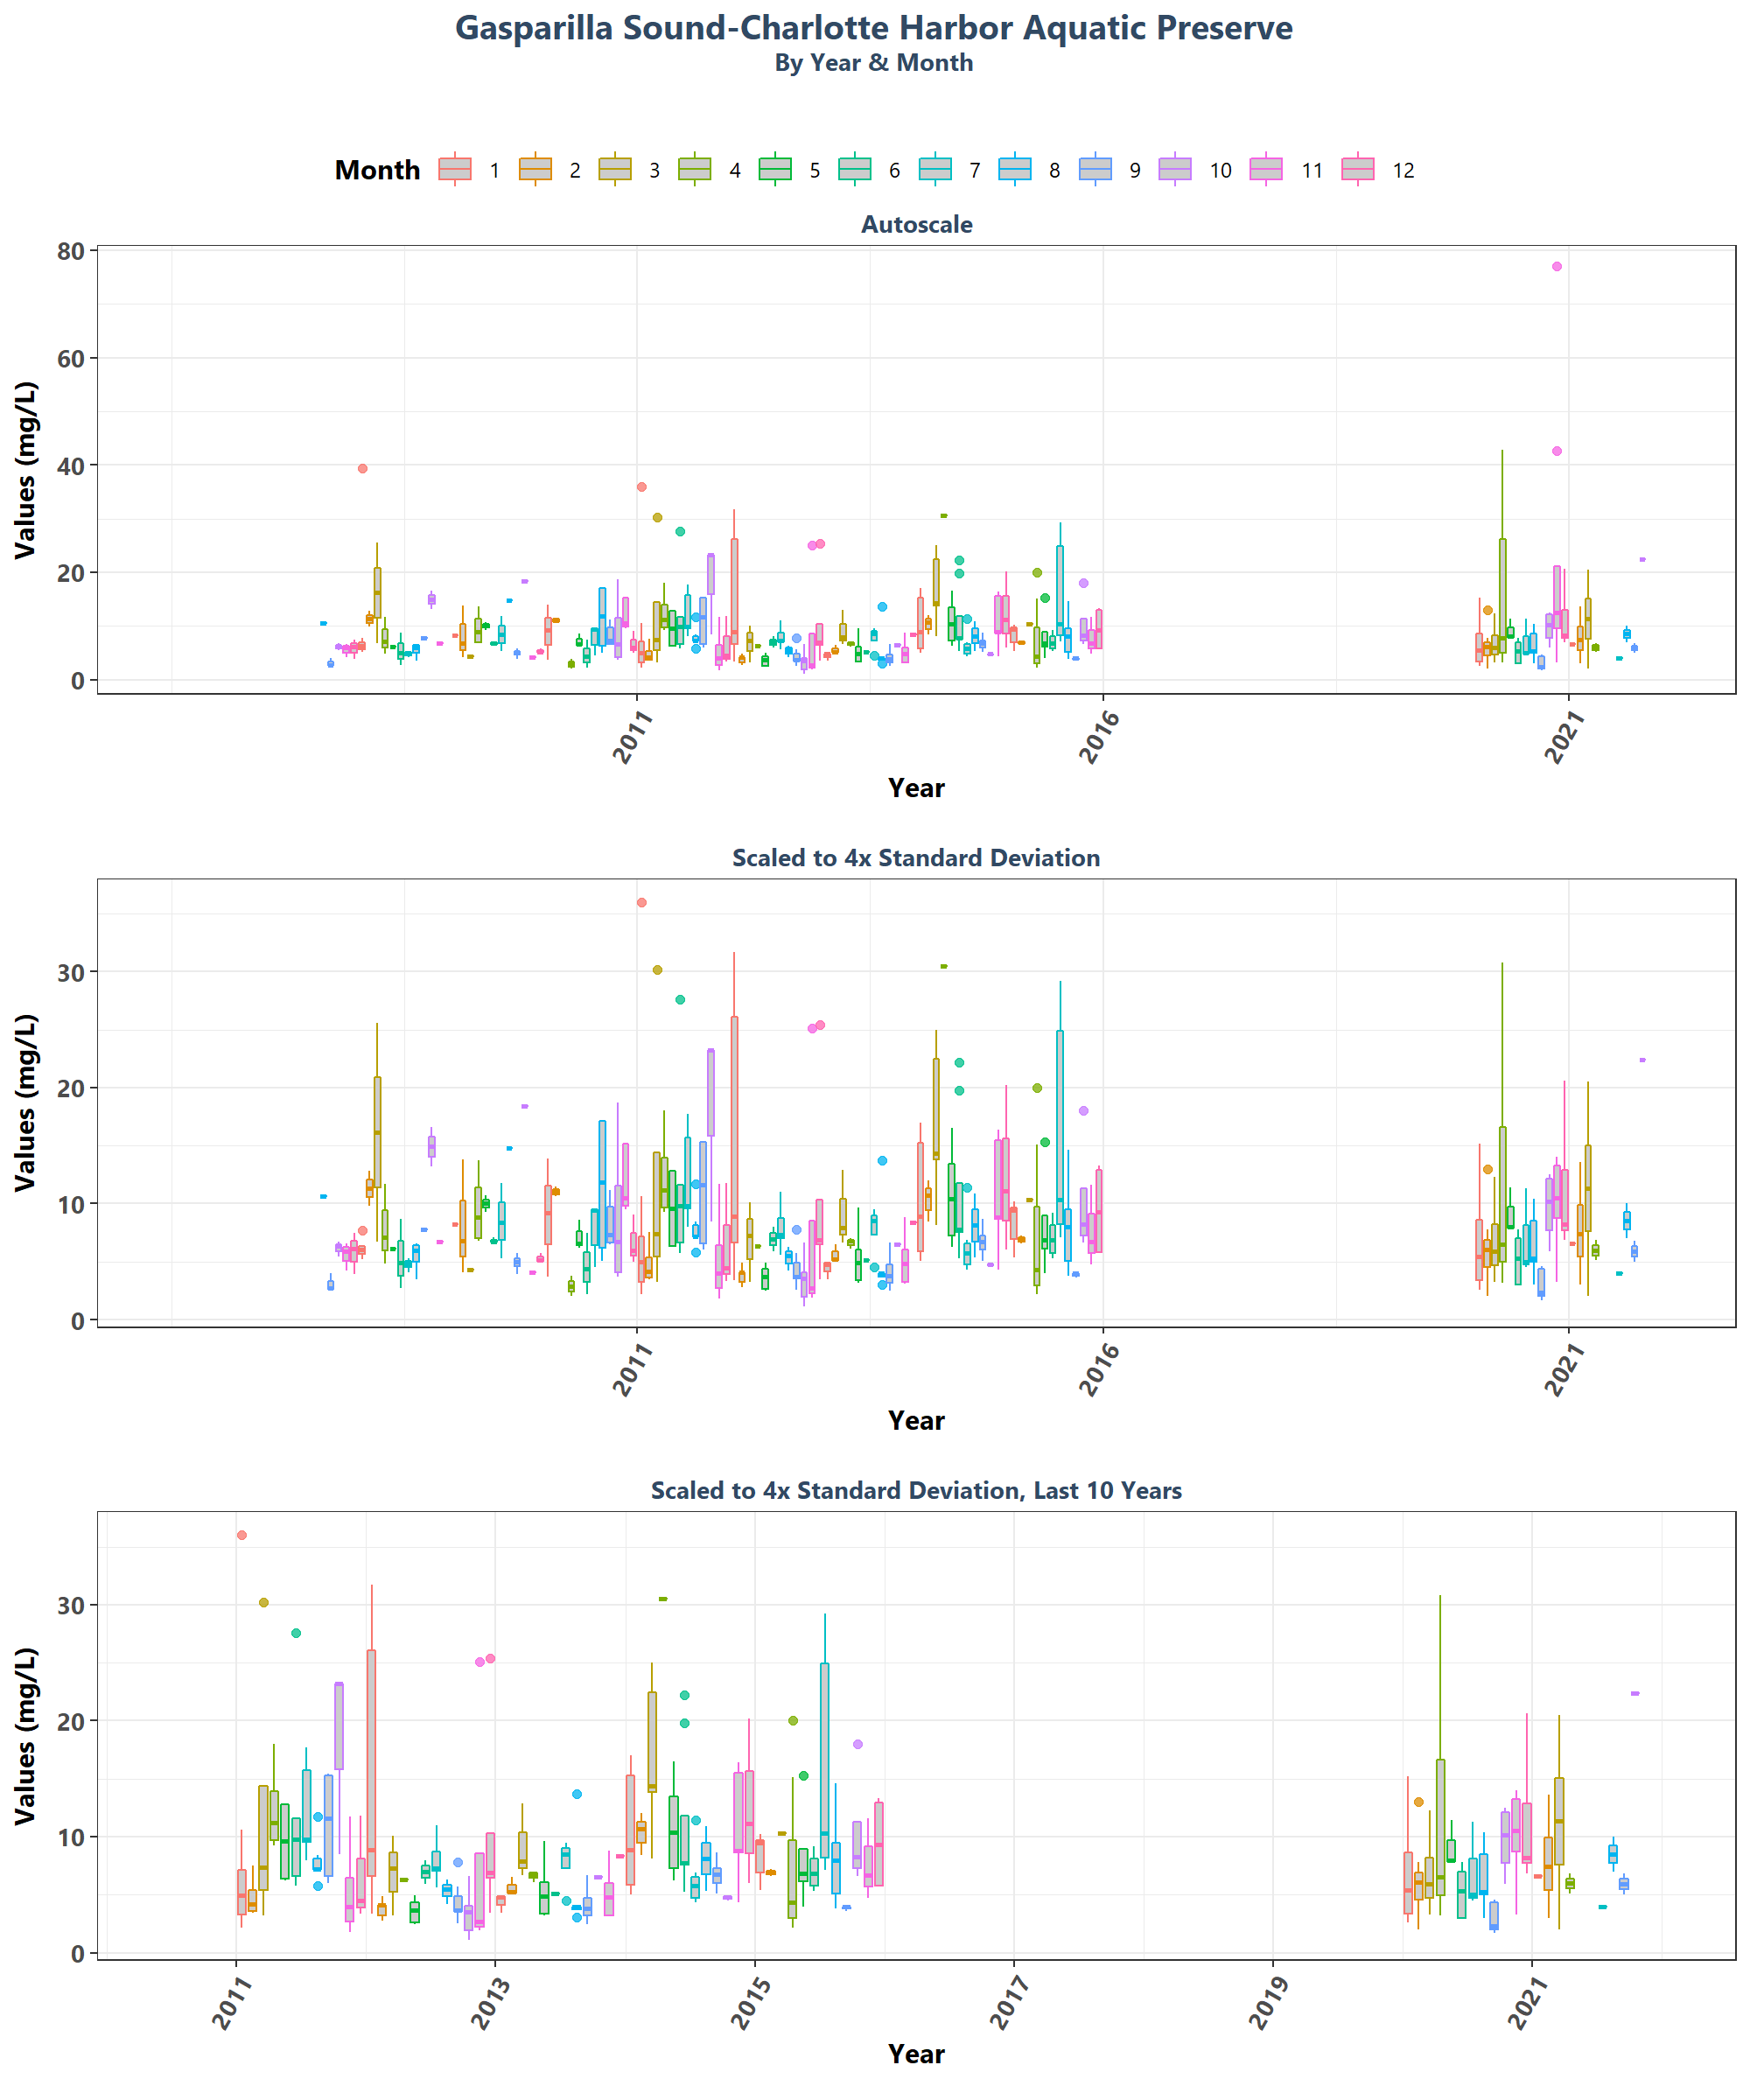 Gasparilla Sound-Charlotte Harbor Aquatic Preserve
By Year & Month
Month 1 2 3 4 5 6 7 8 9 10 11 12
Autoscale
Values (mg/L)
80
60
40
20
0
2011 2016 2021
Year
Scaled to 4x Standard Deviation
Values (mg/L)
30
20
10
0
2011 2016 2021
Year
Scaled to 4x Standard Deviation, Last 10 Years
Values (mg/L)
30
20
10
0
2011 2013 2015 2017 2019 2021
Year